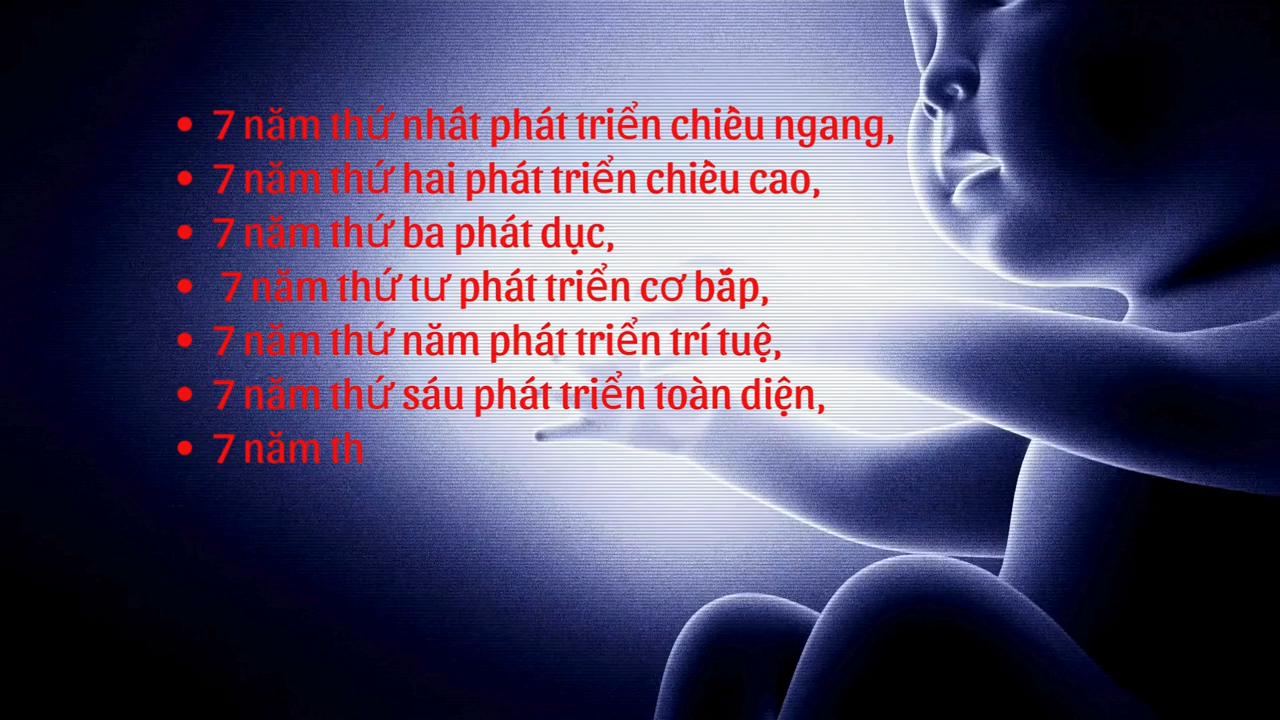 • 7 năm thứ nhất phát triển chiều ngang,
• 7 năm thứ hai phát triển chiều cao,
• 7 năm thứ ba phát dục,
• 7 năm thứ tư phát triển cơ bắp,
• 7 năm thứ năm phát triển trí tuệ,
• 7 năm thứ sáu phát triển toàn diện,
• 7 năm th